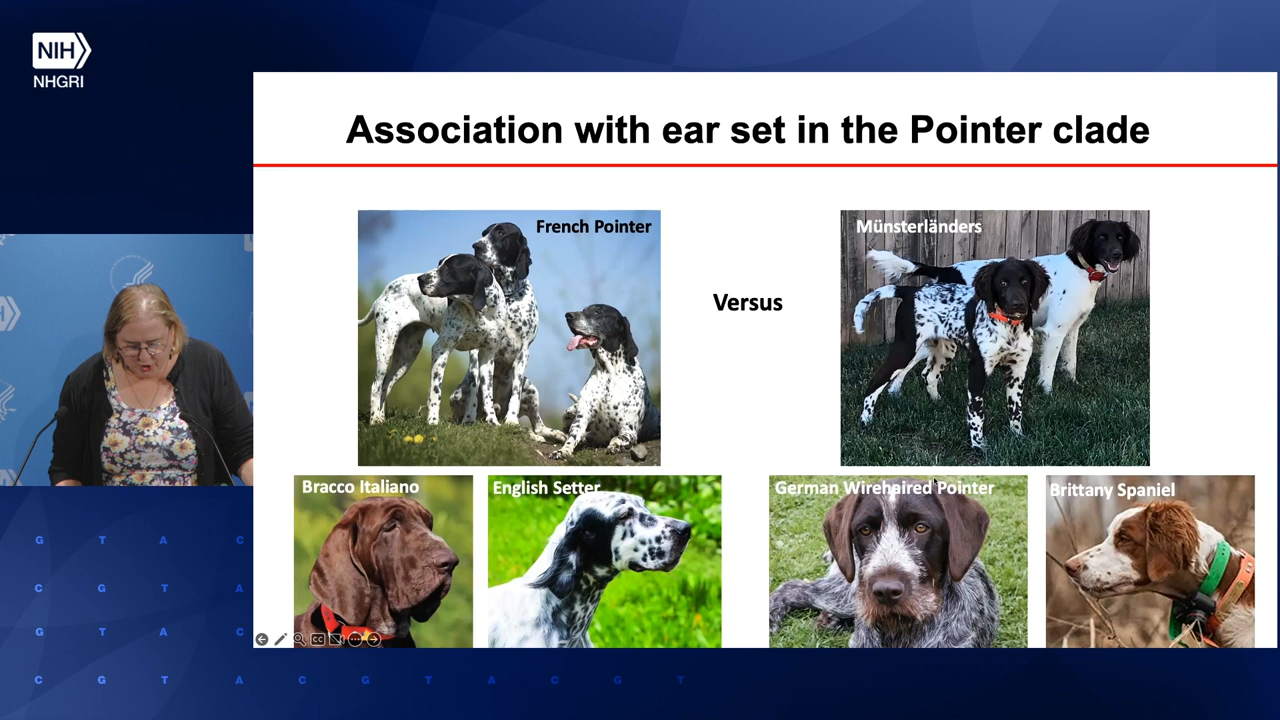 NIH
NHGRI
Association with ear set in the Pointer clade
French Pointer
Versus
Münsterländers
Bracco Italiano
English Setter
German Wirehaired Pointer
Brittany Spaniel
G T A C
C G T A
G T A C
C G T A C G T A C G T